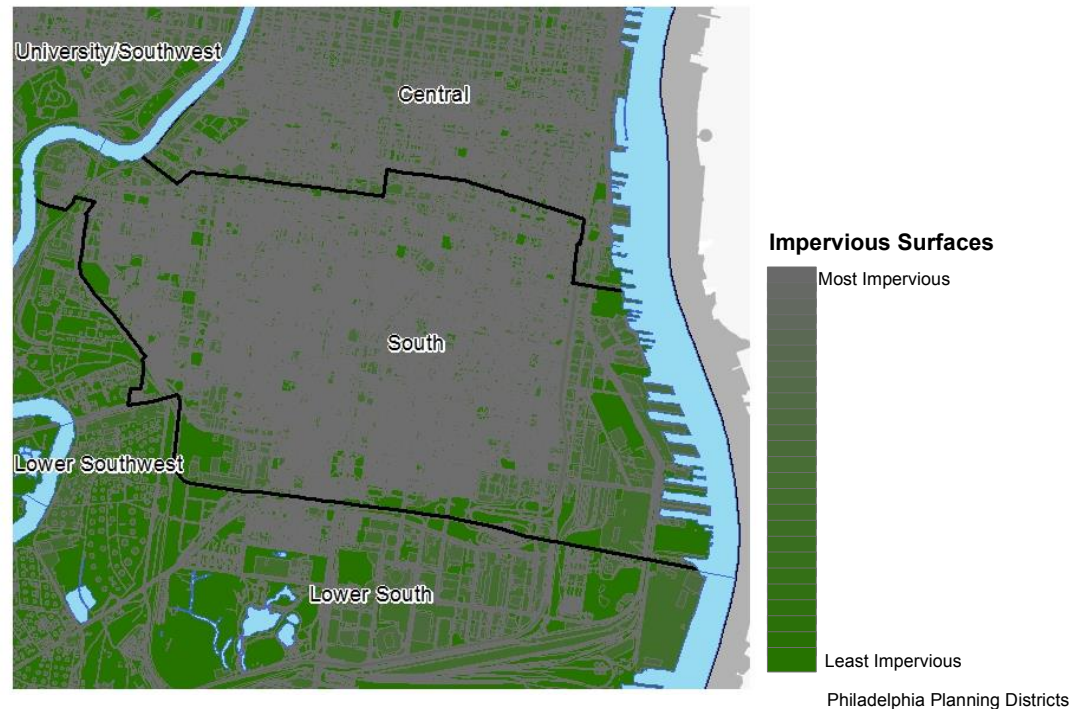 University/Southwest
Central
South
Lower Southwest
Lower South
Impervious Surfaces
Most Impervious
Least Impervious
Philadelphia Planning Districts